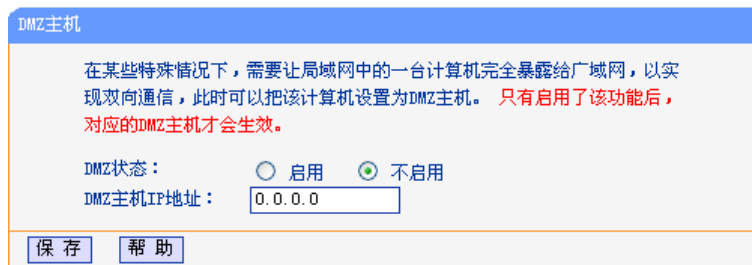 DMZ主机
在某些特殊情况下，需要让局域网中的一台计算机完全暴露给广域网，以实
现双向通信，此时可以把该计算机设置为DMZ主机。 只有启用了该功能后，
对应的DMZ主机才会生效。
DMZ状态： 启用 不启用
DMZ主机IP地址： 0.0.0.0
保 存 帮 助